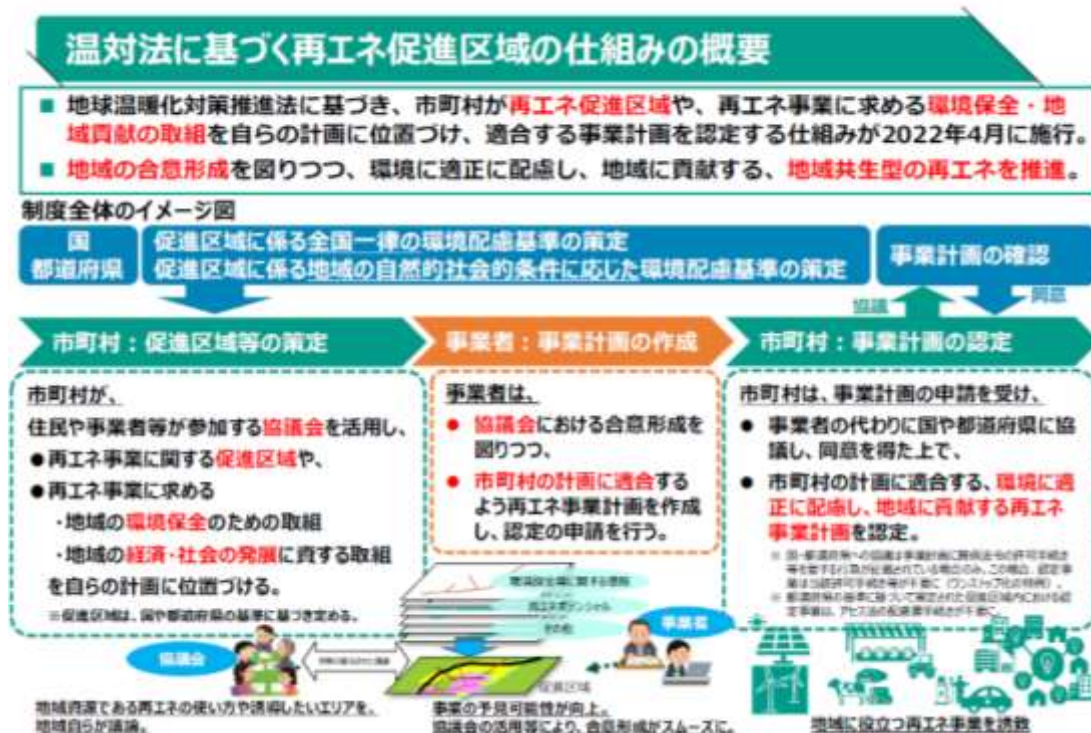 温対法に基づく再エネ促進区域の仕組みの概要
■ 地球温暖化対策推進法に基づき、市町村が再エネ促進区域や、再エネ事業に求める環境保全・地
域貢献の取組を自らの計画に位置づけ、適合する事業計画を認定する仕組みが2022年4月に施行。
■ 地域の合意形成を図りつつ、環境に適正に配慮し、地域に貢献する、地域共生型の再エネを推進。
制度全体のイメージ図
国
都道府県
促進区域に係る全国一律の環境配慮基準の策定
促進区域に係る地域の自然的社会的条件に応じた環境配慮基準の策定
事業計画の確認
協議
同意
市町村：促進区域等の策定
事業者：事業計画の作成
市町村：事業計画の認定
市町村が、
住民や事業者等が参加する協議会を活用し、
●再エネ事業に関する促進区域や、
●再エネ事業に求める
・地域の環境保全のための取組
・地域の経済・社会の発展に資する取組
を自らの計画に位置づける。
※促進区域は、国や都道府県の基準に基づき定める。
事業者は、
● 協議会における合意形成を
図りつつ、
● 市町村の計画に適合する
よう再エネ事業計画を作成
し、認定の申請を行う。
市町村は、事業計画の申請を受け、
● 事業者の代わりに国や都道府県に協
議し、同意を得た上で、
● 市町村の計画に適合する、環境に適
正に配慮し、地域に貢献する再エネ
事業計画を認定。
再エネポテンシャル
その他
事業者
協議会
促進区域
地域資源である再エネの使い方や誘導したいエリアを、
地域自らが議論。
事業の予見可能性が向上。
協議会の活用等により、合意形成がスムーズに。
地域に役立つ再エネ事業を誘致